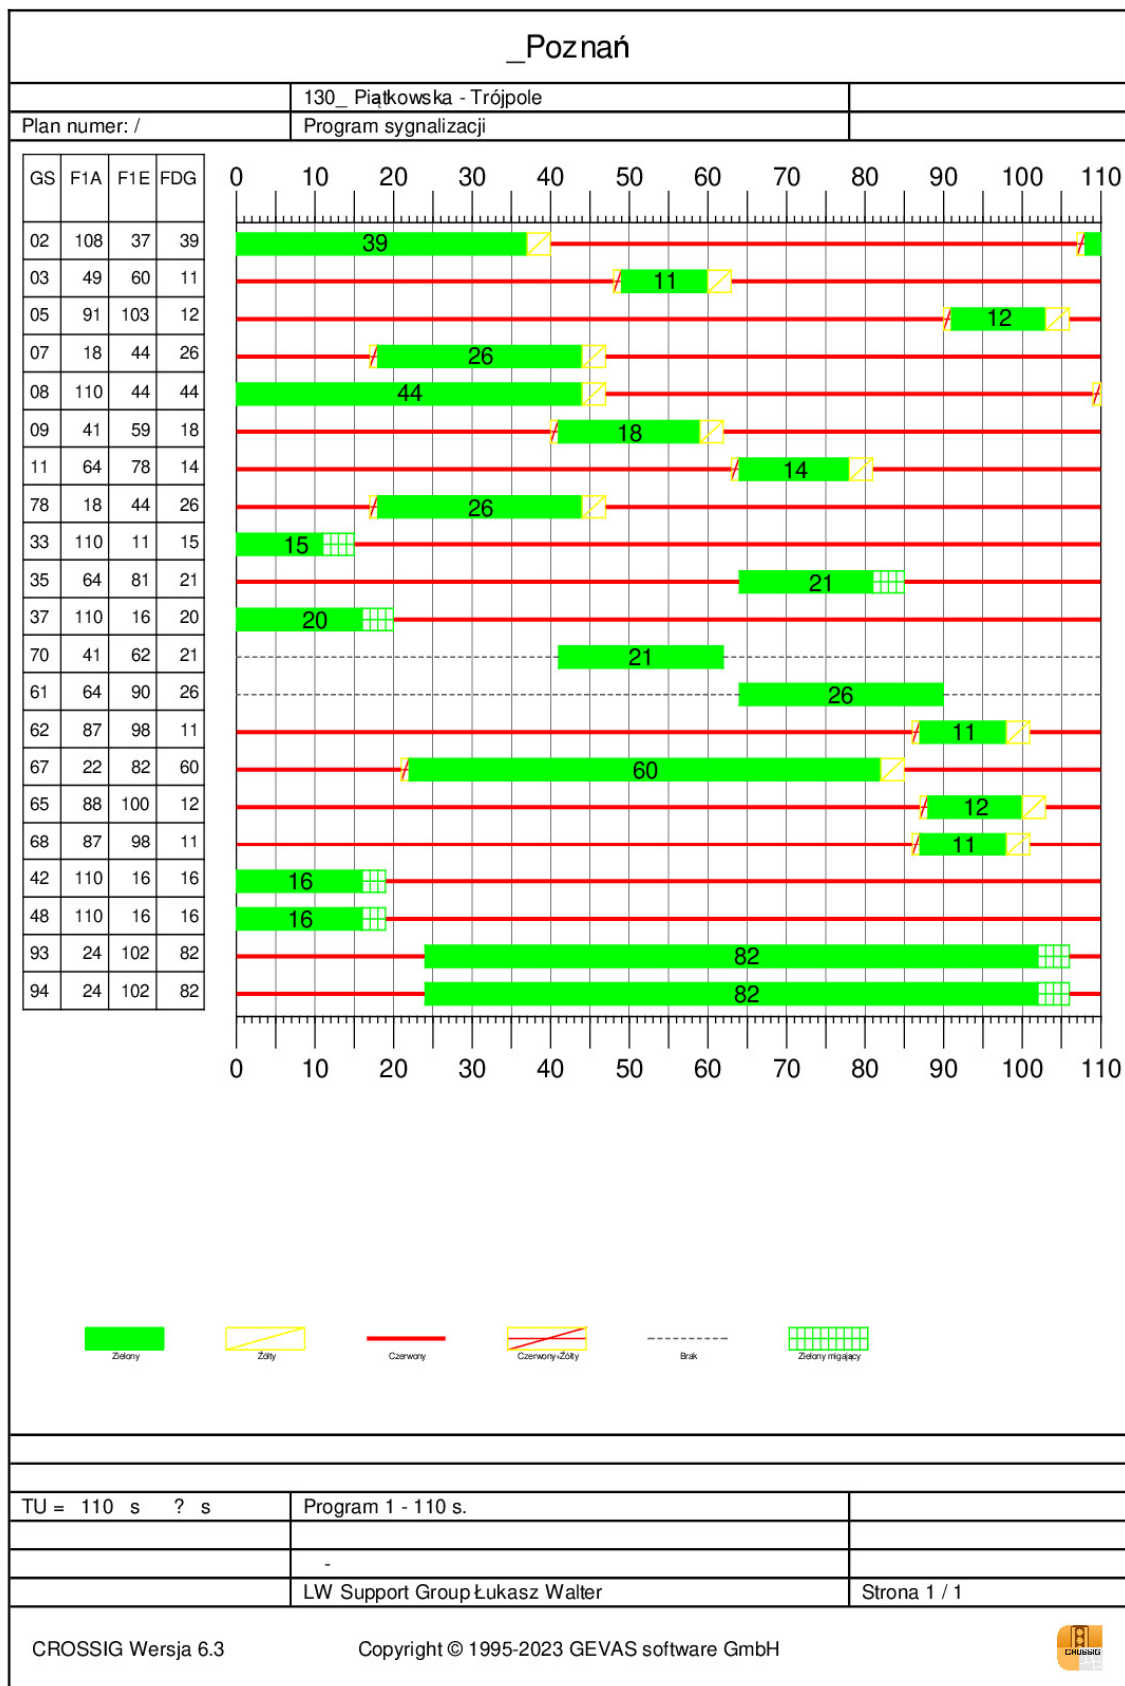 _Poznań
130_ Piątkowska - Trójpole
Plan numer: / Program sygnalizacji
GS F1A F1E FDG 0 10 20 30 40 50 60 70 80 90 100 110
02 108 37 39 39
03 49 60 11 11
05 91 103 12 12
07 18 44 26 26
08 110 44 44 44
09 41 59 18 18
11 64 78 14 14
78 18 44 26 26
33 110 11 15 15
35 64 81 21 21
37 110 16 20 20
70 41 62 21 21
61 64 90 26 26
62 87 98 11 11
67 22 82 60 60
65 88 100 12 12
68 87 98 11 11
42 110 16 16 16
48 110 16 16 16
93 24 102 82 82
94 24 102 82 82
0 10 20 30 40 50 60 70 80 90 100 110
Zielony Żółty Czerwony Czerwony+Żółty Brak Zielony migający
TU = 110 s ? s Program 1 - 110 s.
-
LW Support Group Łukasz Walter Strona 1 / 1
CROSSIG Wersja 6.3 Copyright © 1995-2023 GEVAS software GmbH
CROSSIG